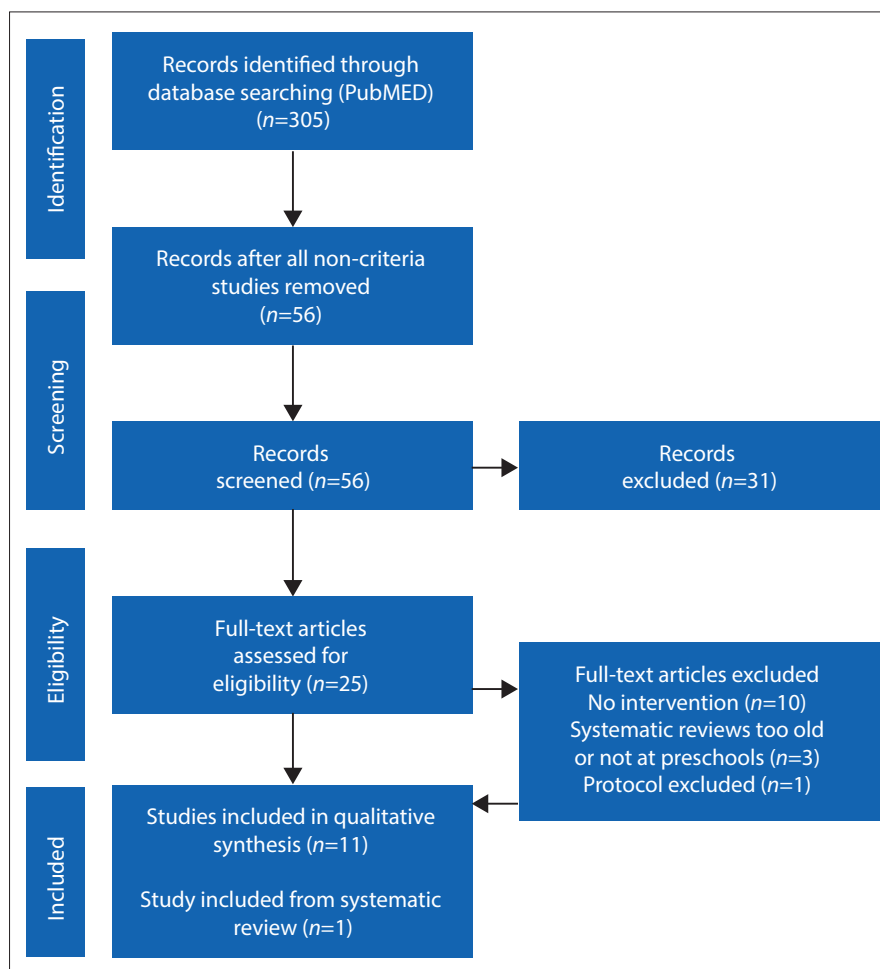 Identification
Records identified through
database searching (PubMED)
(n=305)
Records after all non-criteria
studies removed
(n=56)
Screening
Records
screened (n=56)
Records
excluded (n=31)
Eligibility
Full-text articles
assessed for
eligibility (n=25)
Full-text articles excluded
No intervention (n=10)
Systematic reviews too old
or not at preschools (n=3)
Protocol excluded (n=1)
Included
Studies included in qualitative
synthesis (n=11)
Study included from systematic
review (n=1)